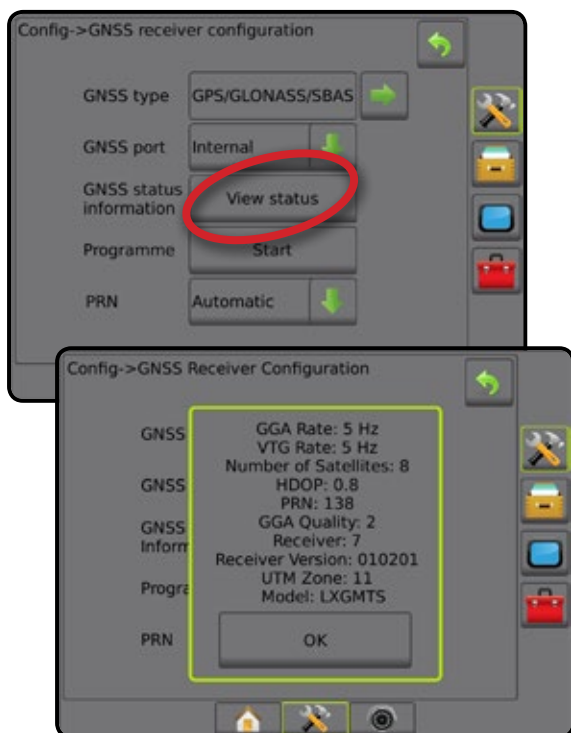 Config->GNSS receiver configuration
GNSS type GPS/GLONASS/SBAS
GNSS port Internal
GNSS status
information View status
Programme Start
PRN Automatic
Config->GNSS Receiver Configuration
GNSS
GNSS
GNSS
Inform
Progra
PRN
GGA Rate: 5 Hz
VTG Rate: 5 Hz
Number of Satellites: 8
HDOP: 0.8
PRN: 138
GGA Quality: 2
Receiver: 7
Receiver Version: 010201
UTM Zone: 11
Model: LXGMTS
OK